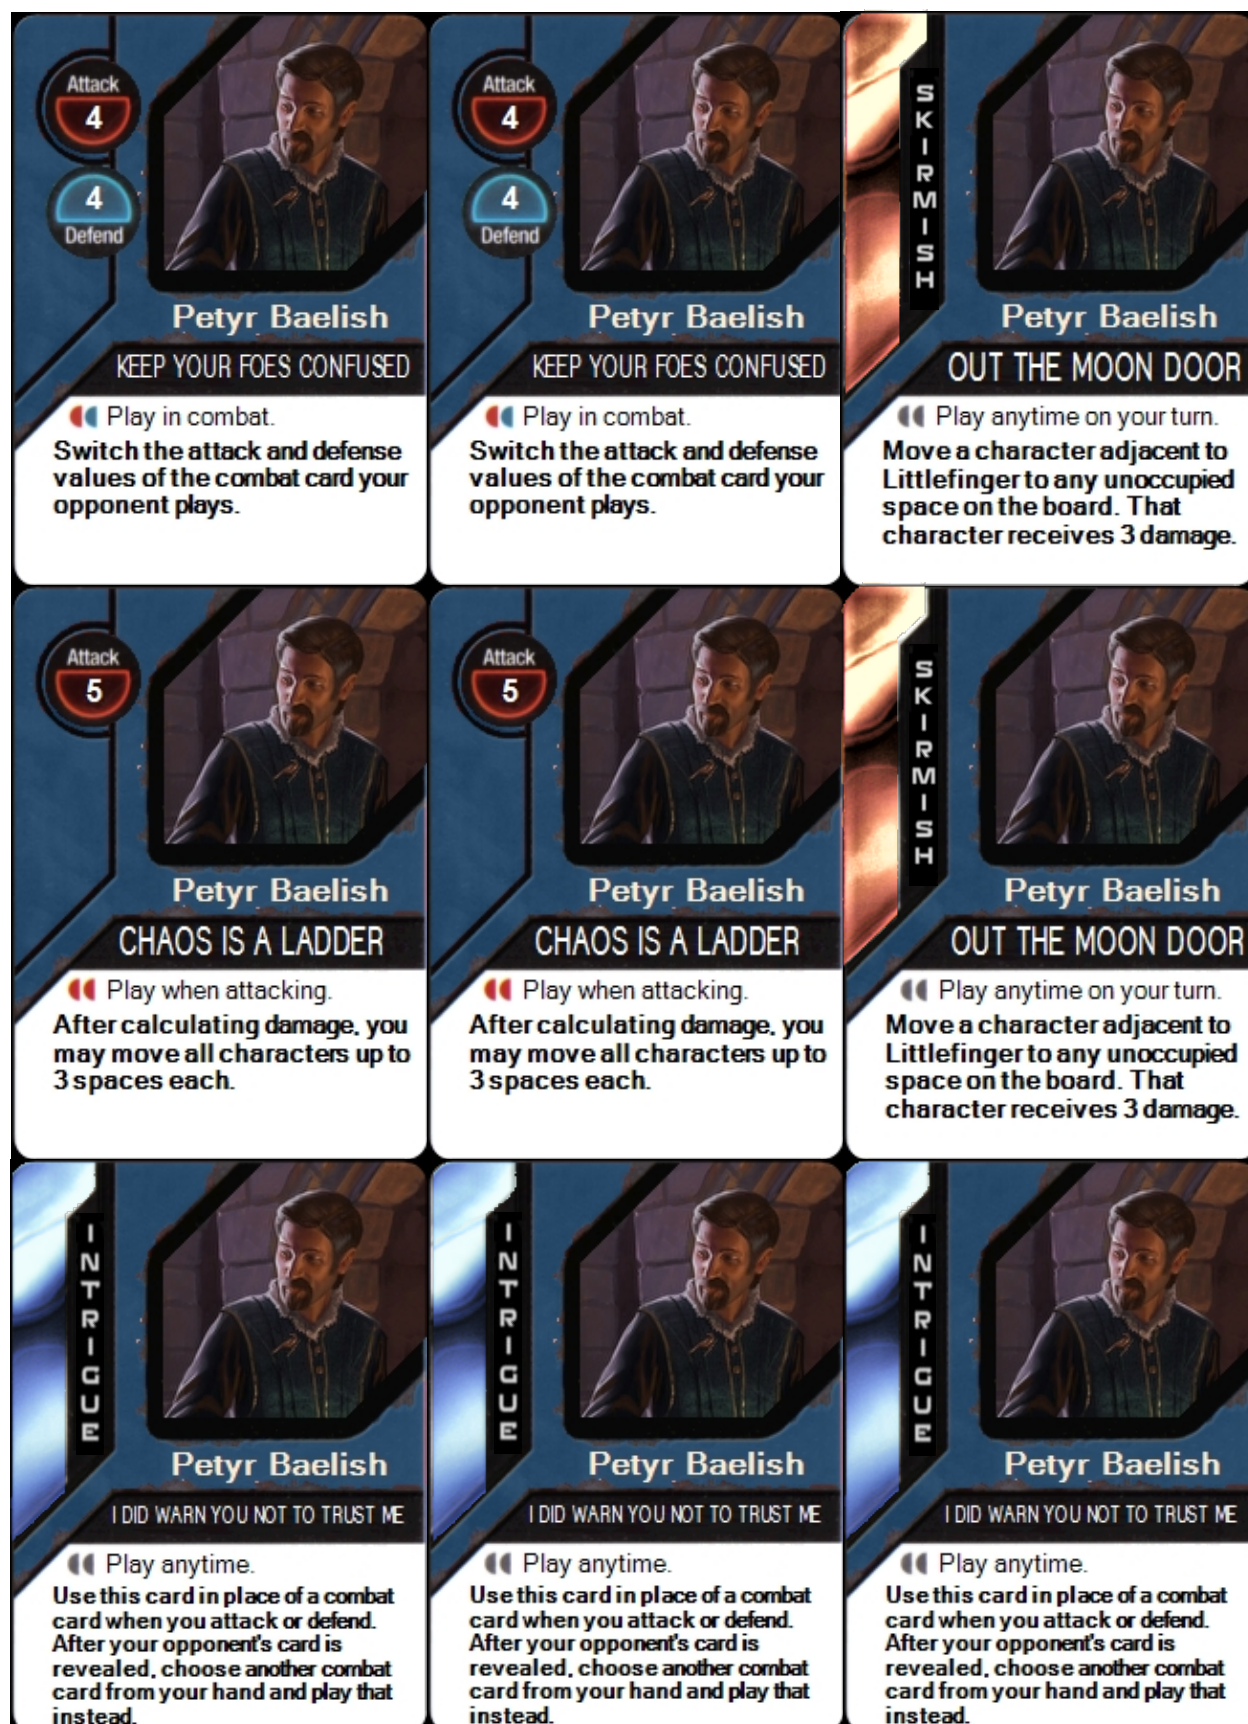 Attack
4
4
Defend
Petyr Baelish
KEEP YOUR FOES CONFUSED
Play in combat.
Switch the attack and defense
values of the combat card your
opponent plays.
Attack
4
4
Defend
Petyr Baelish
KEEP YOUR FOES CONFUSED
Play in combat.
Switch the attack and defense
values of the combat card your
opponent plays.
SKIRMISH
Petyr Baelish
OUT THE MOON DOOR
Play anytime on your turn.
Move a character adjacent to
Littlefinger to any unoccupied
space on the board. That
character receives 3 damage.
Attack
5
Petyr Baelish
CHAOS IS A LADDER
Play when attacking.
After calculating damage, you
may move all characters up to
3 spaces each.
Attack
5
Petyr Baelish
CHAOS IS A LADDER
Play when attacking.
After calculating damage, you
may move all characters up to
3 spaces each.
SKIRMISH
Petyr Baelish
OUT THE MOON DOOR
Play anytime on your turn.
Move a character adjacent to
Littlefinger to any unoccupied
space on the board. That
character receives 3 damage.
INTRIGUE
Petyr Baelish
I DID WARN YOU NOT TO TRUST ME
Play anytime.
Use this card in place of a combat
card when you attack or defend.
After your opponent's card is
revealed, choose another combat
card from your hand and play that
instead.
INTRIGUE
Petyr Baelish
I DID WARN YOU NOT TO TRUST ME
Play anytime.
Use this card in place of a combat
card when you attack or defend.
After your opponent's card is
revealed, choose another combat
card from your hand and play that
instead.
INTRIGUE
Petyr Baelish
I DID WARN YOU NOT TO TRUST ME
Play anytime.
Use this card in place of a combat
card when you attack or defend.
After your opponent's card is
revealed, choose another combat
card from your hand and play that
instead.